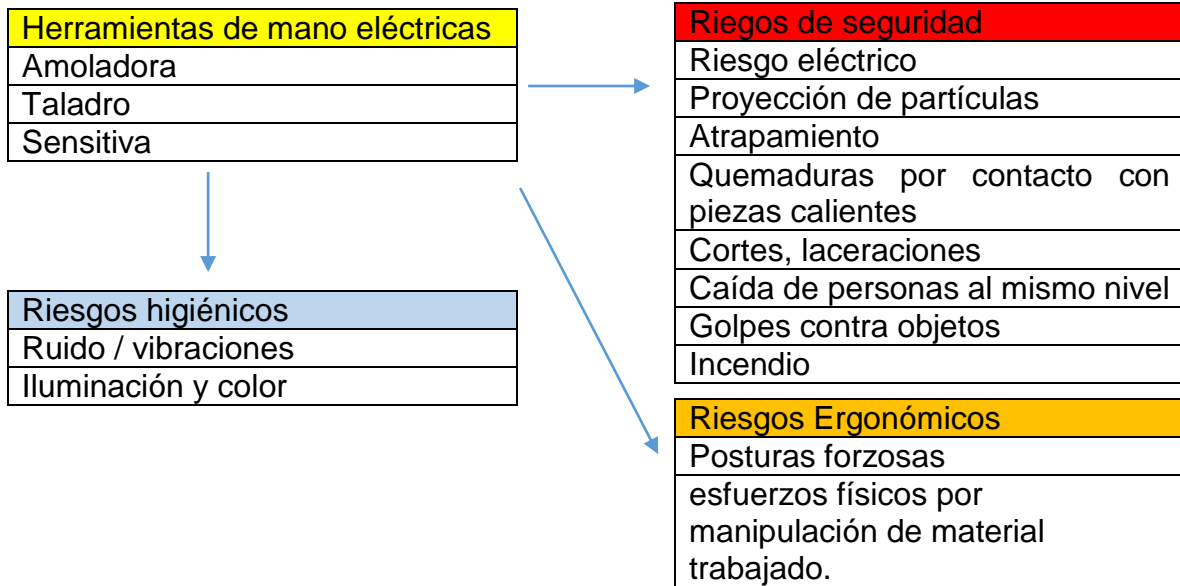 Herramientas de mano eléctricas
Amoladora
Taladro
Sensitiva
Riesgos higiénicos
Ruido / vibraciones
Iluminación y color
Riegos de seguridad
Riesgo eléctrico
Proyección de partículas
Atrapamiento
Quemaduras por contacto con
piezas calientes
Cortes, laceraciones
Caída de personas al mismo nivel
Golpes contra objetos
Incendio
Riesgos Ergonómicos
Posturas forzosas
esfuerzos físicos por
manipulación de material
trabajado.